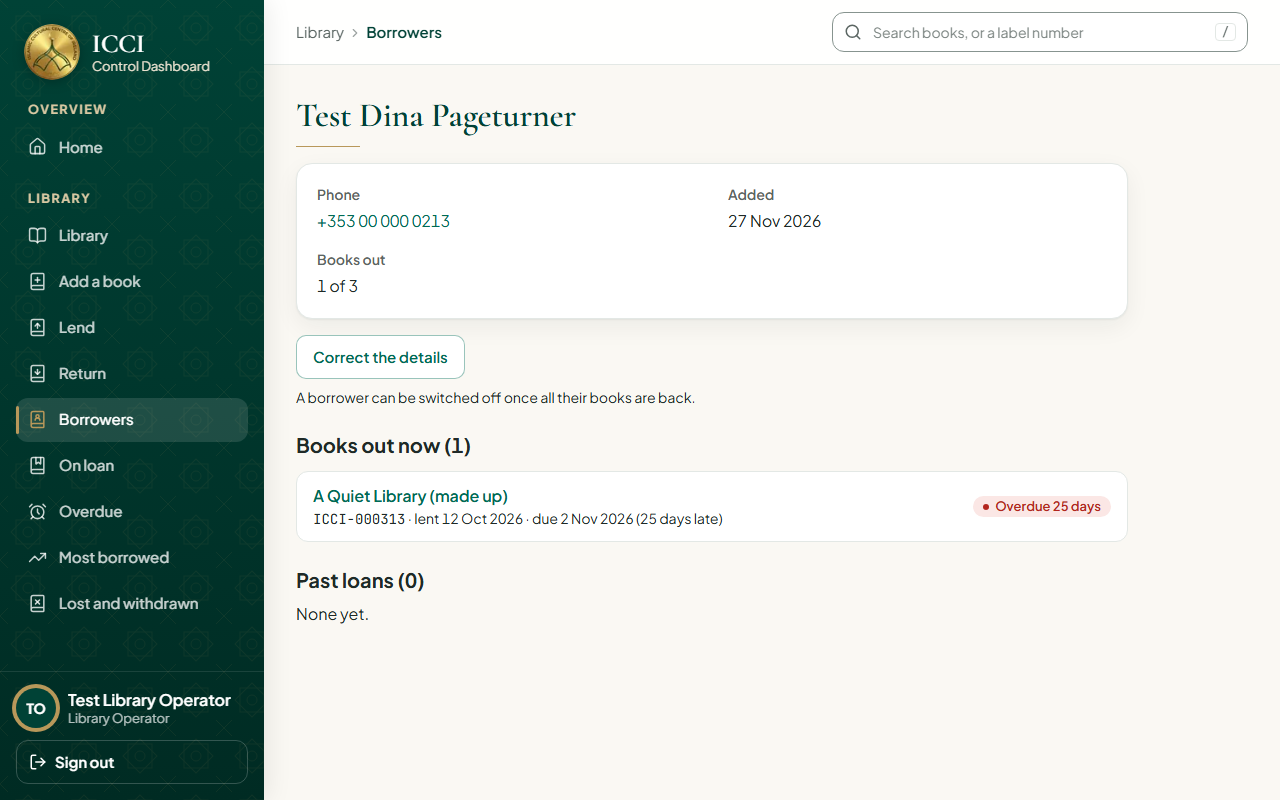 ICCI
Control Dashboard
OVERVIEW
Home
LIBRARY
Library
Add a book
Lend
Return
Borrowers
On loan
Overdue
Most borrowed
Lost and withdrawn
TO
Test Library Operator
Library Operator
Sign out
Library > Borrowers
Search books, or a label number
/
Test Dina Pageturner
Phone
+353 00 000 0213
Added
27 Nov 2026
Books out
1 of 3
Correct the details
A borrower can be switched off once all their books are back.
Books out now (1)
A Quiet Library (made up)
ICCI-000313 · lent 12 Oct 2026 · due 2 Nov 2026 (25 days late)
Overdue 25 days
Past loans (0)
None yet.